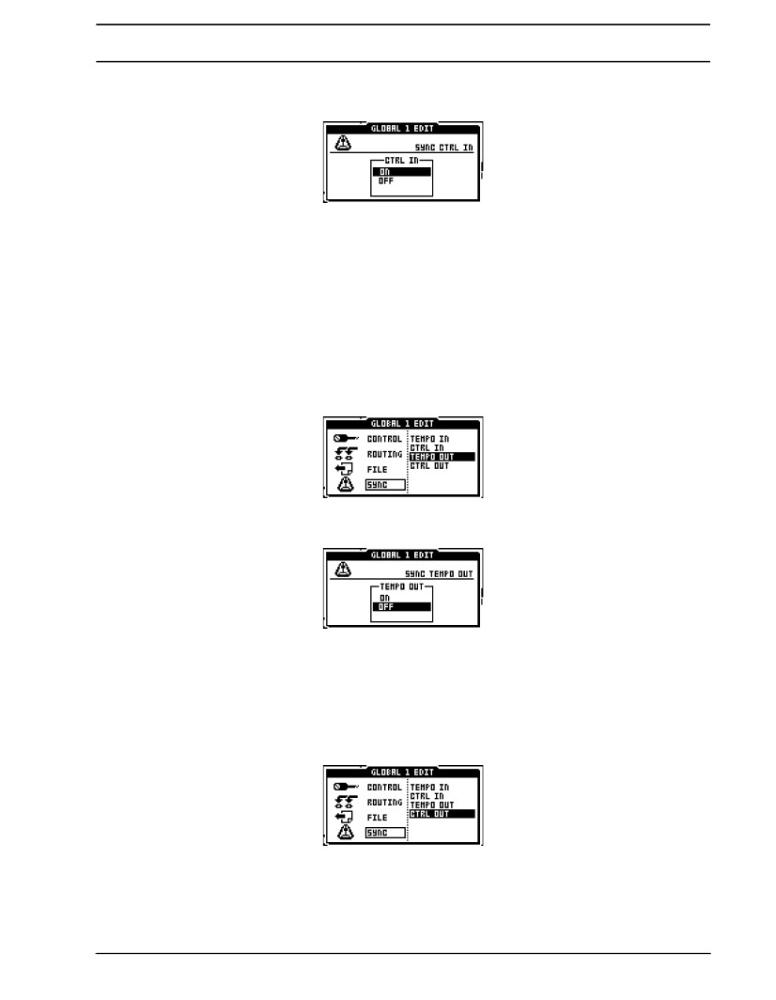 GLOBAL 1 EDIT
SYNC CTRL IN
CTRL IN
ON
OFF
GLOBAL 1 EDIT
CONTROL
ROUTING
FILE
SYNC
TEMPO IN
CTRL IN
TEMPO OUT
CTRL OUT
GLOBAL 1 EDIT
SYNC TEMPO OUT
TEMPO OUT
ON
OFF
GLOBAL 1 EDIT
CONTROL
ROUTING
FILE
SYNC
TEMPO IN
CTRL IN
TEMPO OUT
CTRL OUT